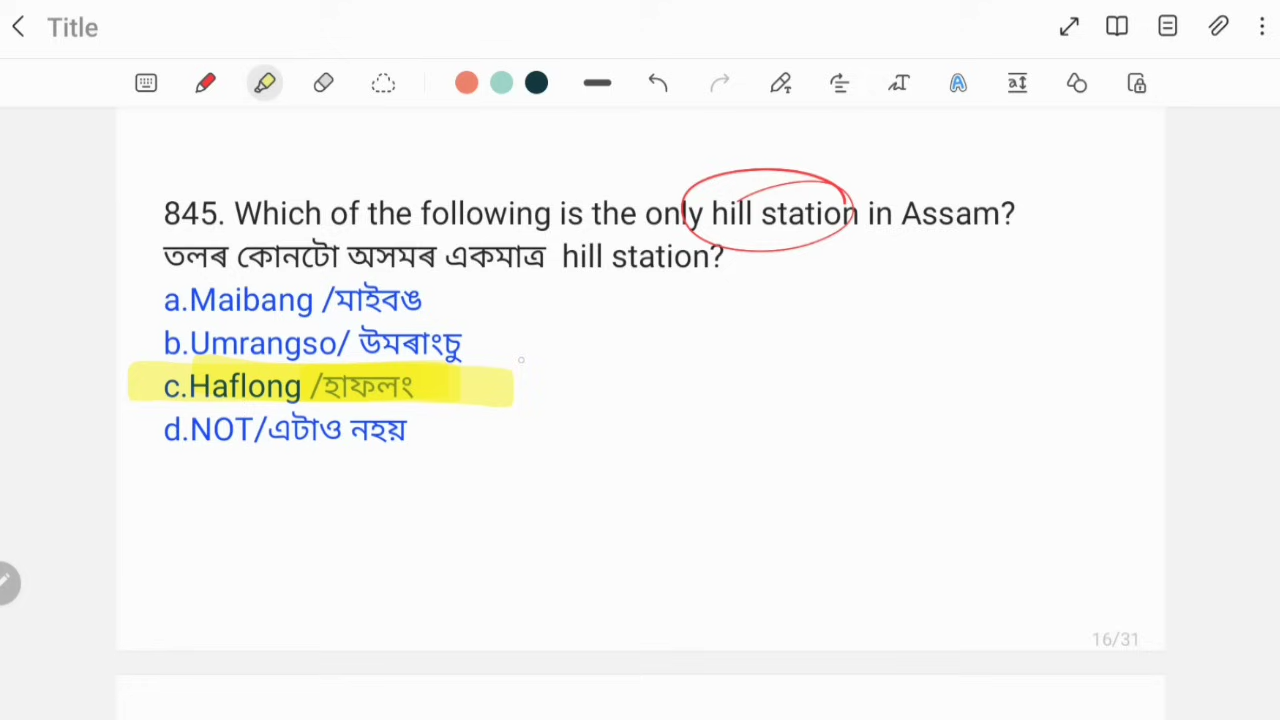 Title
845. Which of the following is the only hill station in Assam?
তলৰ কোনটো অসমৰ একমাত্ৰ hill station?
a.Maibang /মাইবঙ
b.Umrangso/ উমৰাংচু
c.Haflong /হাফলং
d.NOT/এটাও নহয়
16/31